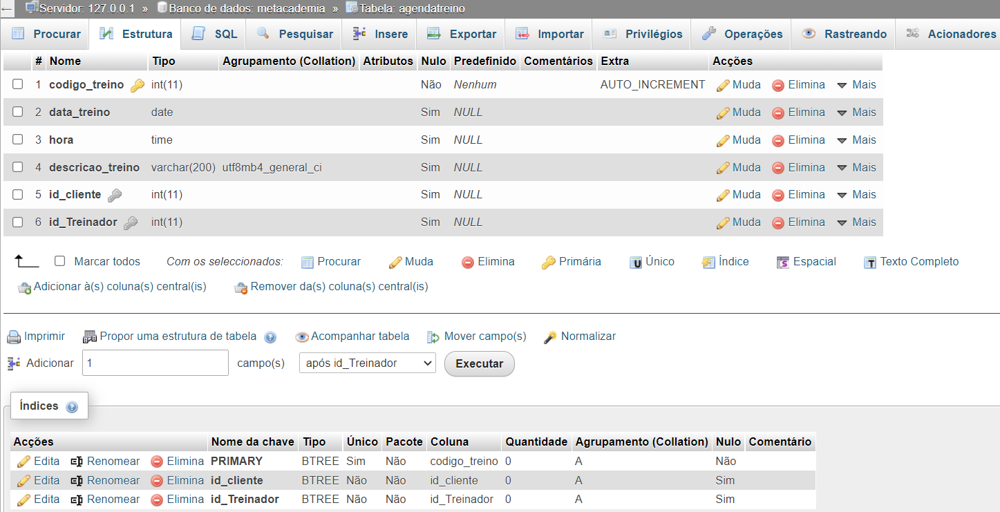 Servidor: 127.0.0.1 » Banco de dados: metacademia » Tabela: agendatreino
Procurar Estrutura SQL Pesquisar Insere Exportar Importar Privilégios Operações Rastreando Acionadores
# Nome Tipo Agrupamento (Collation) Atributos Nulo Predefinido Comentários Extra Acções
1 codigo_treino int(11) Não Nenhum AUTO_INCREMENT Muda Elimina Mais
2 data_treino date Sim NULL Muda Elimina Mais
3 hora time Sim NULL Muda Elimina Mais
4 descricao_treino varchar(200) utf8mb4_general_ci Sim NULL Muda Elimina Mais
5 id_cliente int(11) Sim NULL Muda Elimina Mais
6 id_Treinador int(11) Sim NULL Muda Elimina Mais
Marcar todos Com os seleccionados: Procurar Muda Elimina Primária Único Índice Espacial Texto Completo
Adicionar à(s) coluna(s) central(is) Remover da(s) coluna(s) central(is)
Imprimir Propor uma estrutura de tabela Acompanhar tabela Mover campo(s) Normalizar
Adicionar 1 campo(s) após id_Treinador Executar
Índices
Acções Nome da chave Tipo Único Pacote Coluna Quantidade Agrupamento (Collation) Nulo Comentário
Edita Renomear Elimina PRIMARY BTREE Sim Não codigo_treino 0 A Não
Edita Renomear Elimina id_cliente BTREE Não Não id_cliente 0 A Sim
Edita Renomear Elimina id_Treinador BTREE Não Não id_Treinador 0 A Sim